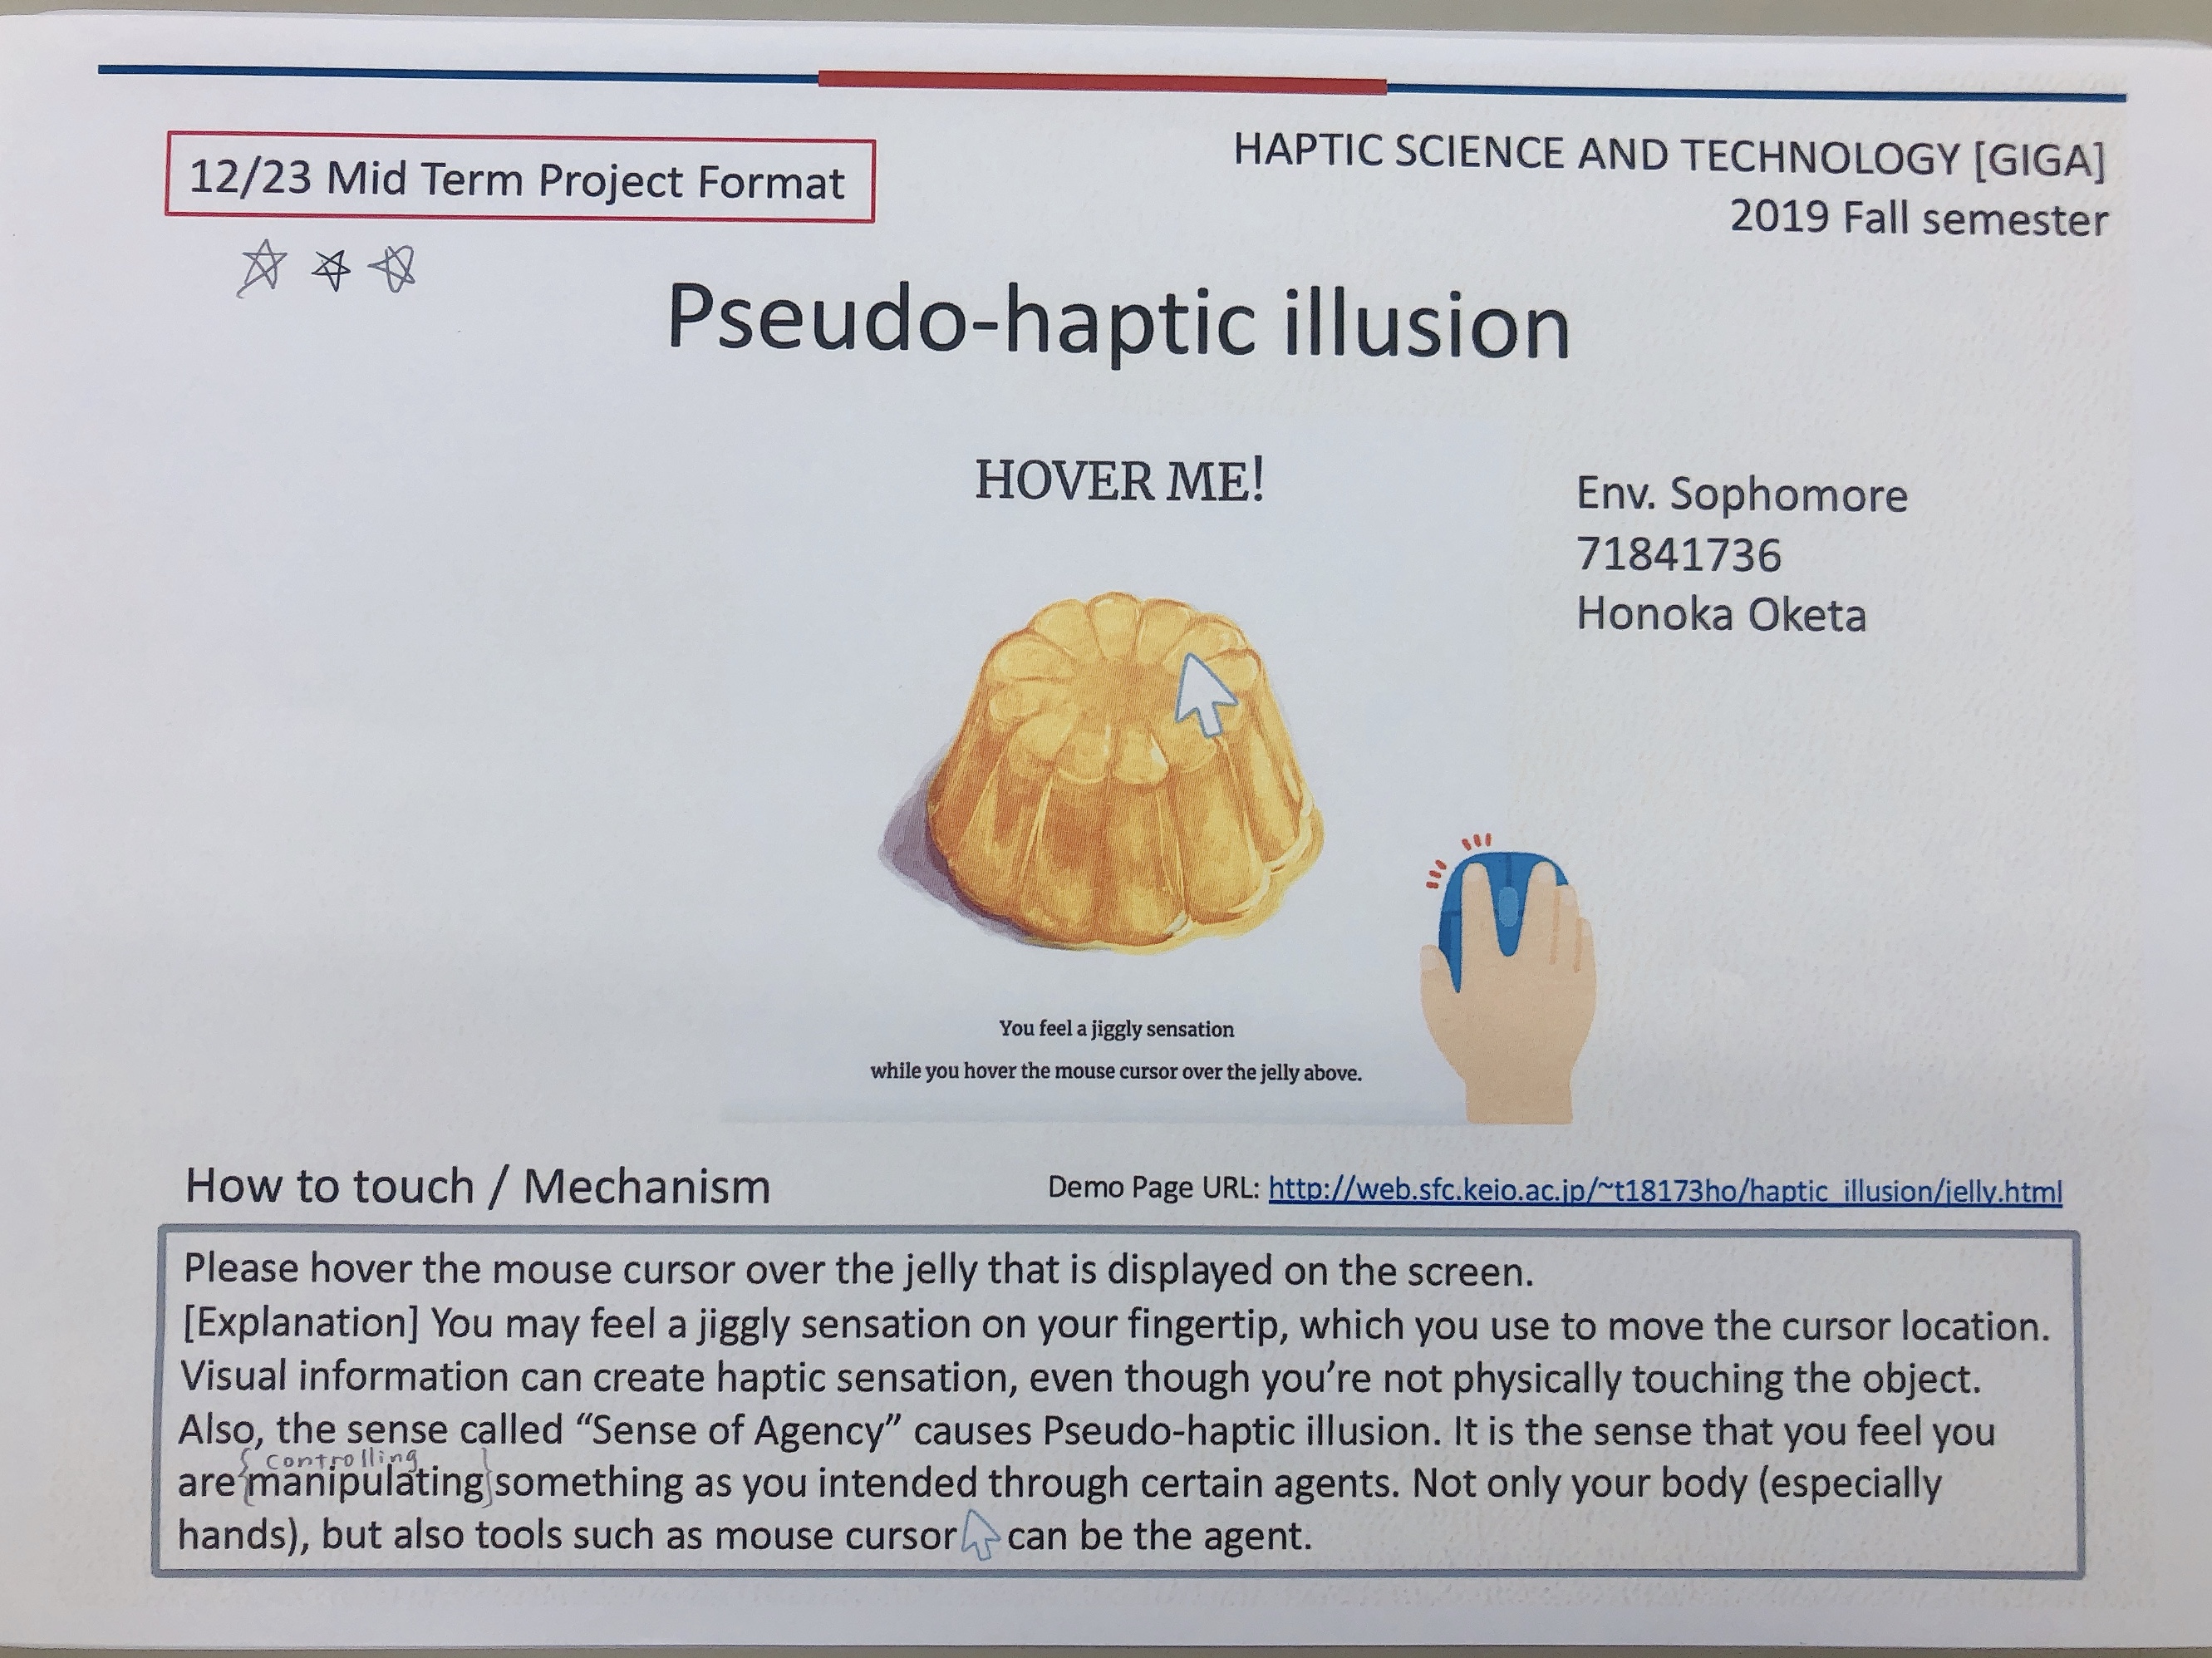 12/23 Mid Term Project Format
HAPTIC SCIENCE AND TECHNOLOGY [GIGA]
2019 Fall semester
Pseudo-haptic illusion
HOVER ME!
Env. Sophomore
71841736
Honoka Oketa
You feel a jiggly sensation
while you hover the mouse cursor over the jelly above.
How to touch / Mechanism
Demo Page URL: http://web.sfc.keio.ac.jp/~t18173ho/haptic_illusion/jelly.html
Please hover the mouse cursor over the jelly that is displayed on the screen.
[Explanation] You may feel a jiggly sensation on your fingertip, which you use to move the cursor location.
Visual information can create haptic sensation, even though you’re not physically touching the object.
Also, the sense called “Sense of Agency” causes Pseudo-haptic illusion. It is the sense that you feel you
controlling
are {manipulating} something as you intended through certain agents. Not only your body (especially
hands), but also tools such as mouse cursor can be the agent.